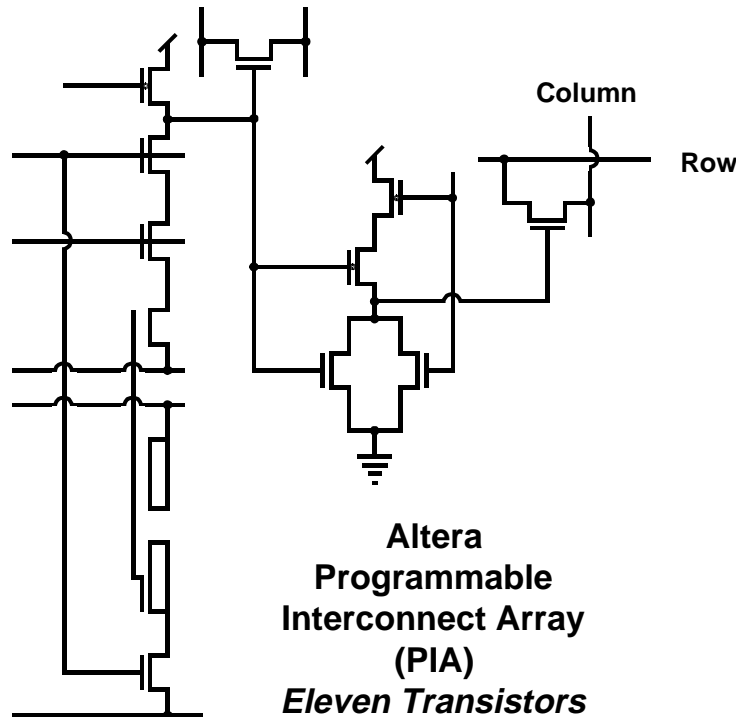 Column
Row
Altera
Programmable
Interconnect Array
(PIA)
Eleven Transistors